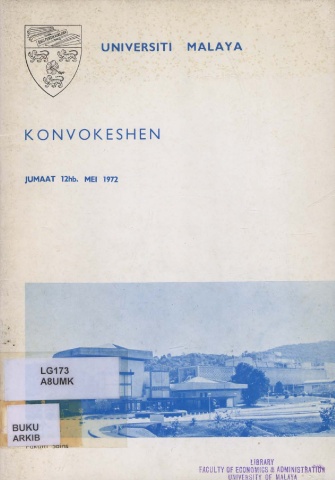 UNIVERSITI MALAYA
KONVOKESHEN
JUMAAT 12hb. MEI 1972
LG173
A8UMK
BUKU
ARKIB
LIBRARY
FACULTY OF ECONOMICS & ADMINISTRATION
UNIVERSITY OF MALAYA